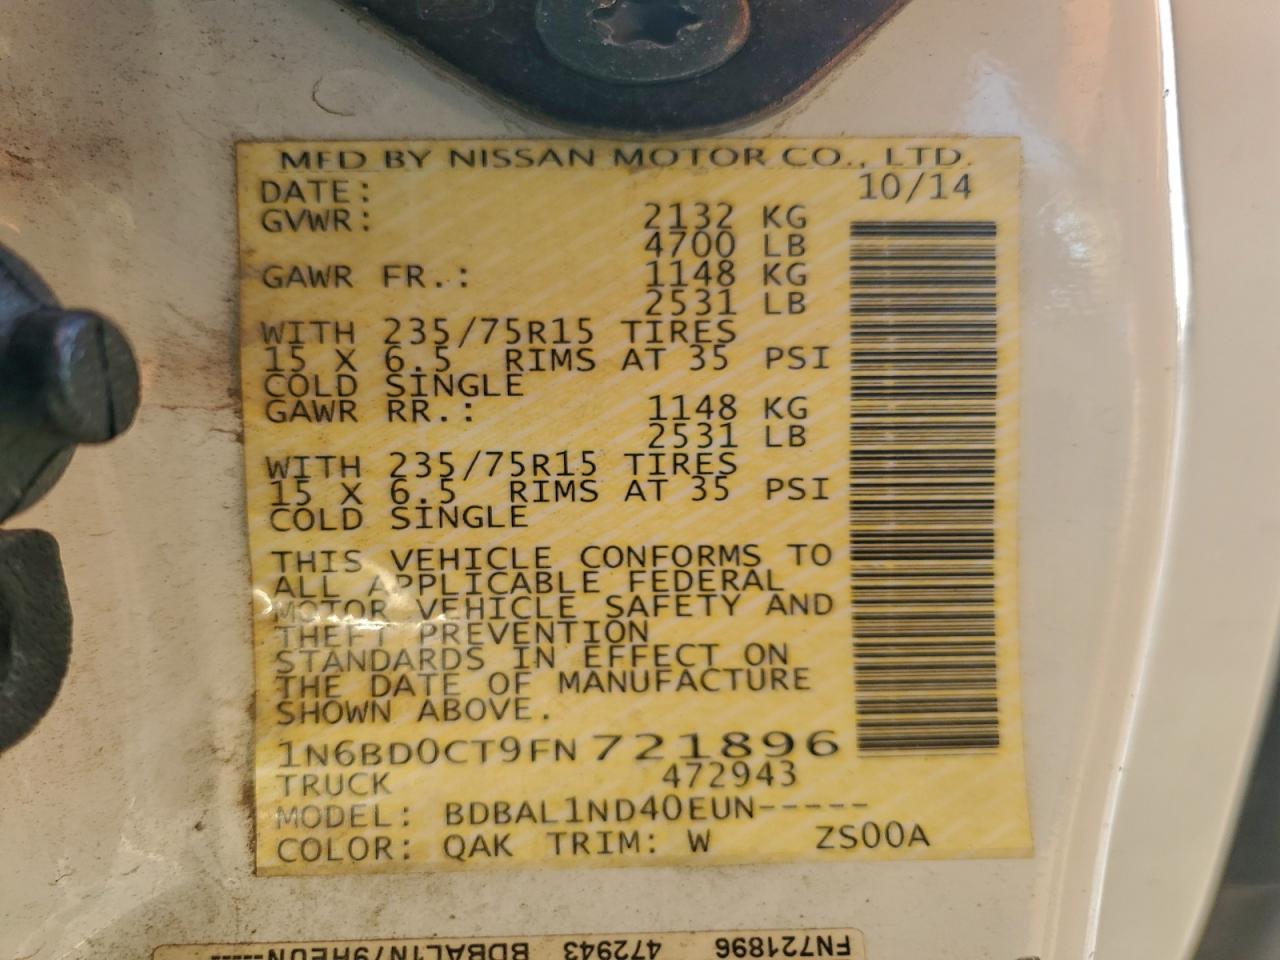 MFD BY NISSAN MOTOR CO., LTD.
DATE: 10/14
GVWR: 2132 KG
4700 LB
GAWR FR.: 1148 KG
2531 LB
WITH 235/75R15 TIRES
15 X 6.5 RIMS AT 35 PSI
COLD SINGLE
GAWR RR.: 1148 KG
2531 LB
WITH 235/75R15 TIRES
15 X 6.5 RIMS AT 35 PSI
COLD SINGLE
THIS VEHICLE CONFORMS TO
ALL APPLICABLE FEDERAL
MOTOR VEHICLE SAFETY AND
THEFT PREVENTION
STANDARDS IN EFFECT ON
THE DATE OF MANUFACTURE
SHOWN ABOVE.
1N6BD0CT9FN721896
TRUCK 472943
MODEL: BDBAL1ND40EUN-----
COLOR: QAK TRIM: W ZS00A
FN721896 472943